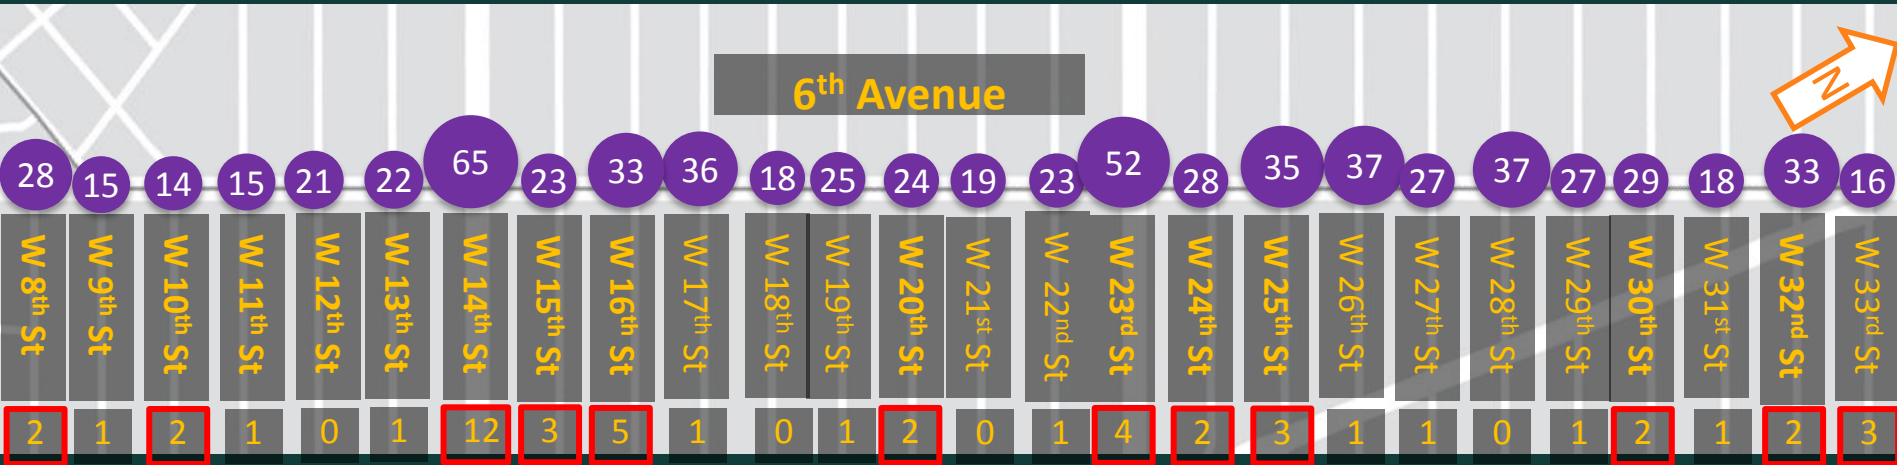 6th Avenue
N
28 15 14 15 21 22 65 23 33 36 18 25 24 19 23 52 28 35 37 27 37 27 29 18 33 16
W 8th St
W 9th St
W 10th St
W 11th St
W 12th St
W 13th St
W 14th St
W 15th St
W 16th St
W 17th St
W 18th St
W 19th St
W 20th St
W 21st St
W 22nd St
W 23rd St
W 24th St
W 25th St
W 26th St
W 27th St
W 28th St
W 29th St
W 30th St
W 31st St
W 32nd St
W 33rd St
2 1 2 1 0 1 12 3 5 1 0 1 2 0 1 4 2 3 1 1 0 1 2 1 2 3